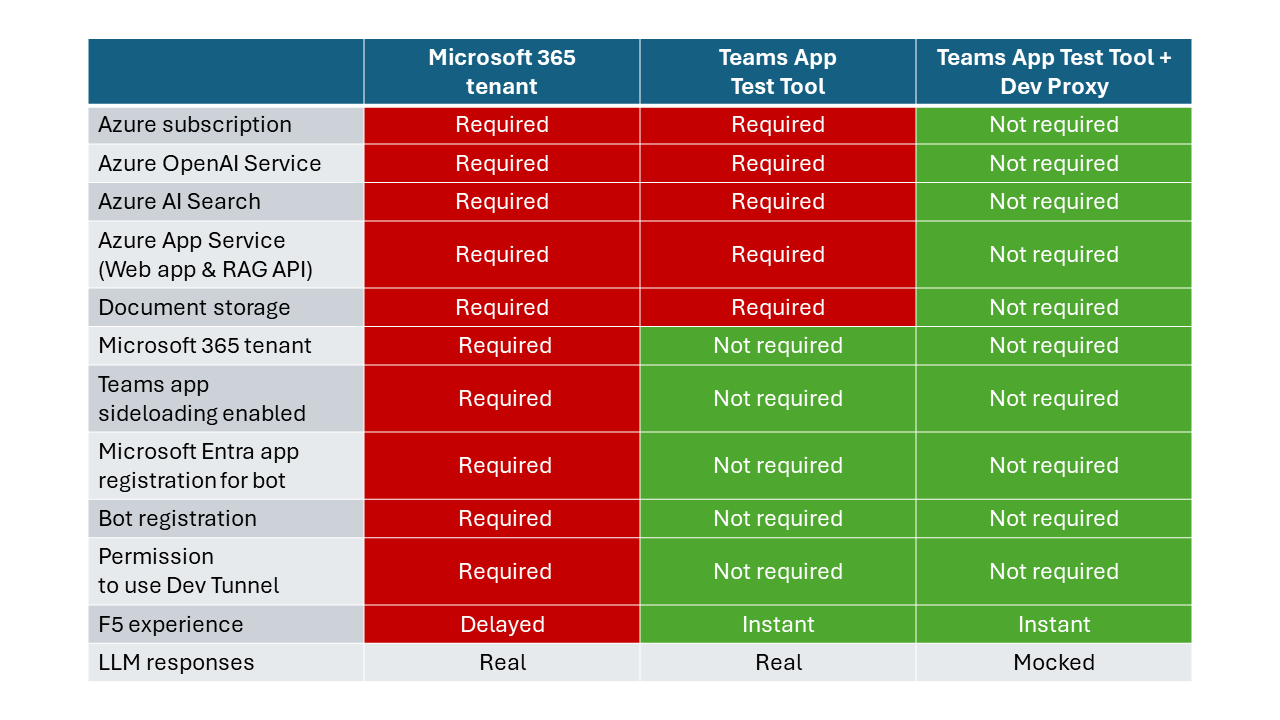 Microsoft 365
tenant
Teams App
Test Tool
Teams App Test Tool +
Dev Proxy
Azure subscription
Required
Required
Not required
Azure OpenAI Service
Required
Required
Not required
Azure AI Search
Required
Required
Not required
Azure App Service
(Web app & RAG API)
Required
Required
Not required
Document storage
Required
Required
Not required
Microsoft 365 tenant
Required
Not required
Not required
Teams app
sideloading enabled
Required
Not required
Not required
Microsoft Entra app
registration for bot
Required
Not required
Not required
Bot registration
Required
Not required
Not required
Permission
to use Dev Tunnel
Required
Not required
Not required
F5 experience
Delayed
Instant
Instant
LLM responses
Real
Real
Mocked